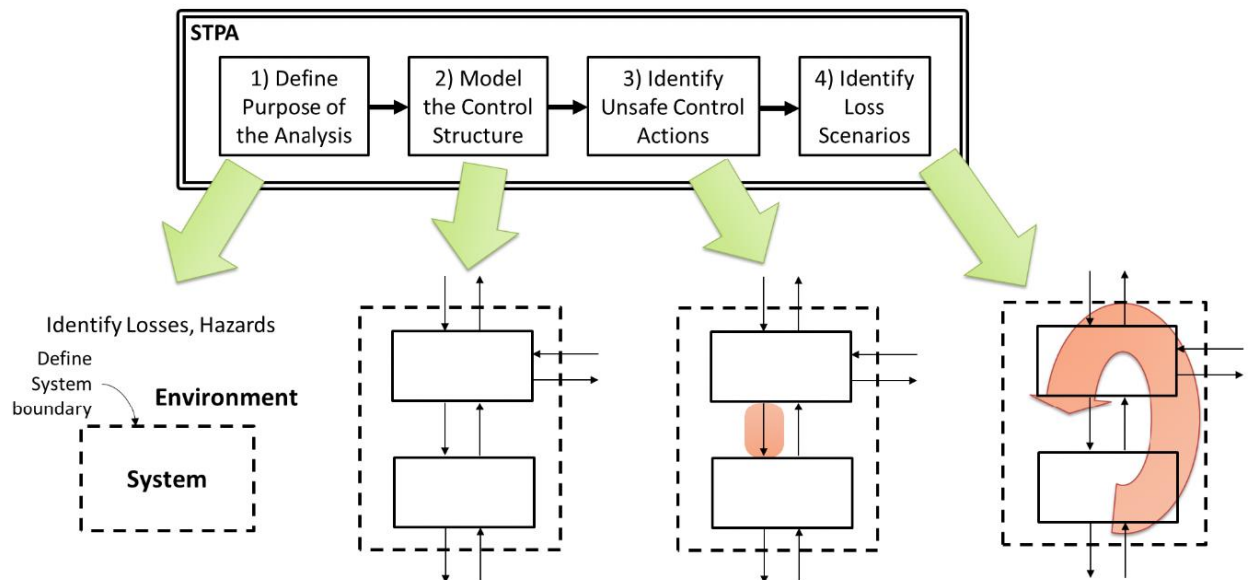 STPA
1) Define
Purpose of
the Analysis
2) Model
the Control
Structure
3) Identify
Unsafe Control
Actions
4) Identify
Loss
Scenarios
Identify Losses, Hazards
Define
System
boundary
Environment
System